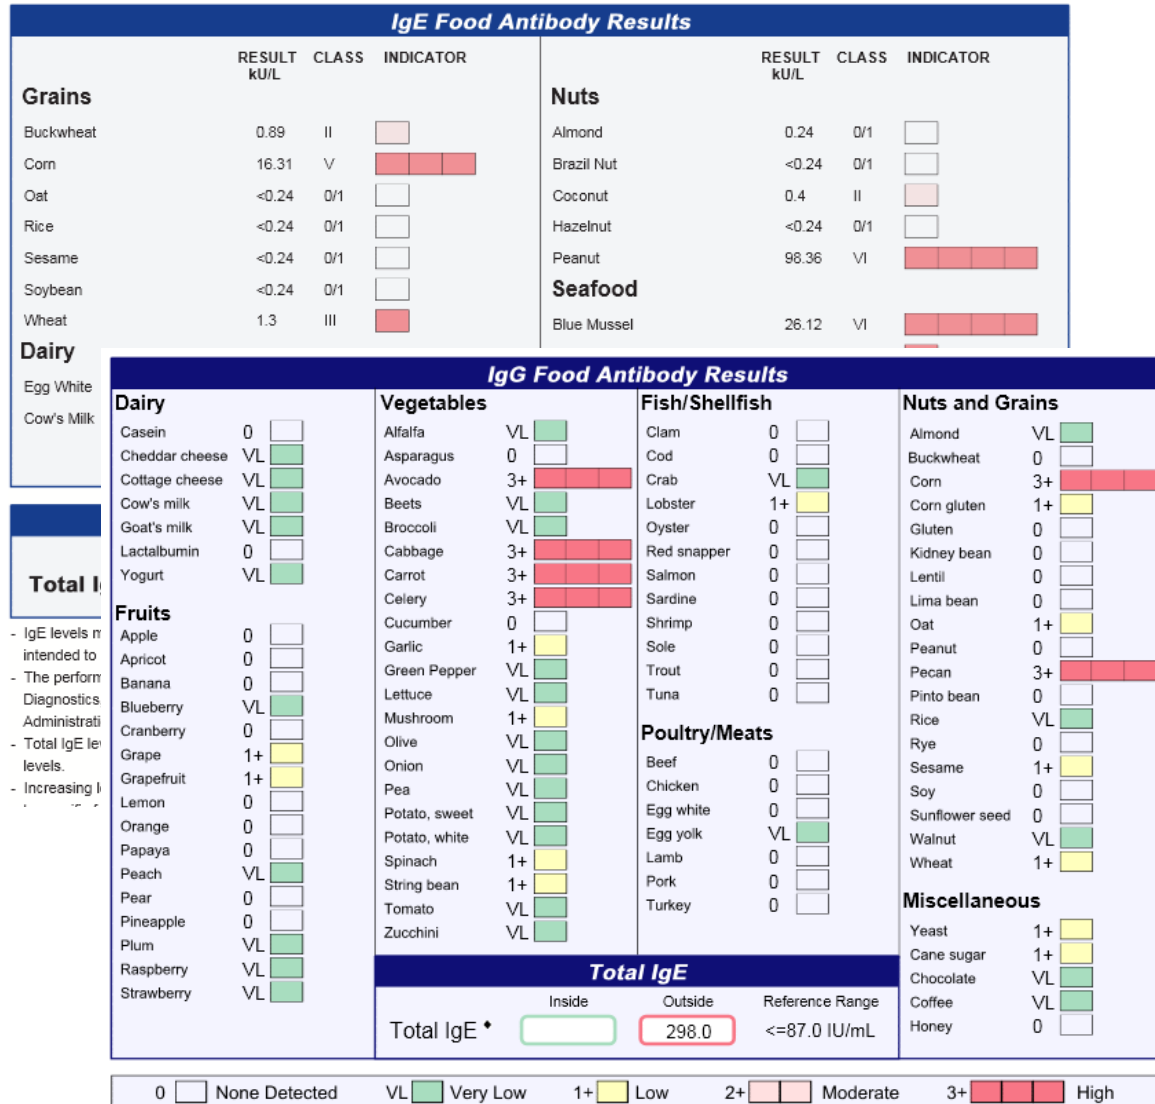 IgE Food Antibody Results
RESULT CLASS INDICATOR
kU/L
Grains
Buckwheat 0.89 II
Corn 16.31 V
Oat <0.24 0/1
Rice <0.24 0/1
Sesame <0.24 0/1
Soybean <0.24 0/1
Wheat 1.3 III
Dairy
Egg White
Cow's Milk
RESULT CLASS INDICATOR
kU/L
Nuts
Almond 0.24 0/1
Brazil Nut <0.24 0/1
Coconut 0.4 II
Hazelnut <0.24 0/1
Peanut 98.36 VI
Seafood
Blue Mussel 26.12 VI
Total I
- IgE levels
intended to
- The perform
Diagnostics
Administrati
- Total IgE le
levels.
- Increasing
IgG Food Antibody Results
Dairy
Casein 0
Cheddar cheese VL
Cottage cheese VL
Cow's milk VL
Goat's milk VL
Lactalbumin 0
Yogurt VL
Fruits
Apple 0
Apricot 0
Banana 0
Blueberry VL
Cranberry 0
Grape 1+
Grapefruit 1+
Lemon 0
Orange 0
Papaya 0
Peach VL
Pear 0
Pineapple 0
Plum VL
Raspberry VL
Strawberry VL
Vegetables
Alfalfa VL
Asparagus 0
Avocado 3+
Beets VL
Broccoli VL
Cabbage 3+
Carrot 3+
Celery 3+
Cucumber 0
Garlic 1+
Green Pepper VL
Lettuce VL
Mushroom 1+
Olive VL
Onion VL
Pea VL
Potato, sweet VL
Potato, white VL
Spinach 1+
String bean 1+
Tomato VL
Zucchini VL
Fish/Shellfish
Clam 0
Cod 0
Crab VL
Lobster 1+
Oyster 0
Red snapper 0
Salmon 0
Sardine 0
Shrimp 0
Sole 0
Trout 0
Tuna 0
Poultry/Meats
Beef 0
Chicken 0
Egg white 0
Egg yolk VL
Lamb 0
Pork 0
Turkey 0
Nuts and Grains
Almond VL
Buckwheat 0
Corn 3+
Corn gluten 1+
Gluten 0
Kidney bean 0
Lentil 0
Lima bean 0
Oat 1+
Peanut 0
Pecan 3+
Pinto bean 0
Rice VL
Rye 0
Sesame 1+
Soy 0
Sunflower seed 0
Walnut VL
Wheat 1+
Miscellaneous
Yeast 1+
Cane sugar 1+
Chocolate VL
Coffee VL
Honey 0
Total IgE
Inside Outside Reference Range
Total IgE ♦ 298.0 <=87.0 IU/mL
0 None Detected VL Very Low 1+ Low 2+ Moderate 3+ High